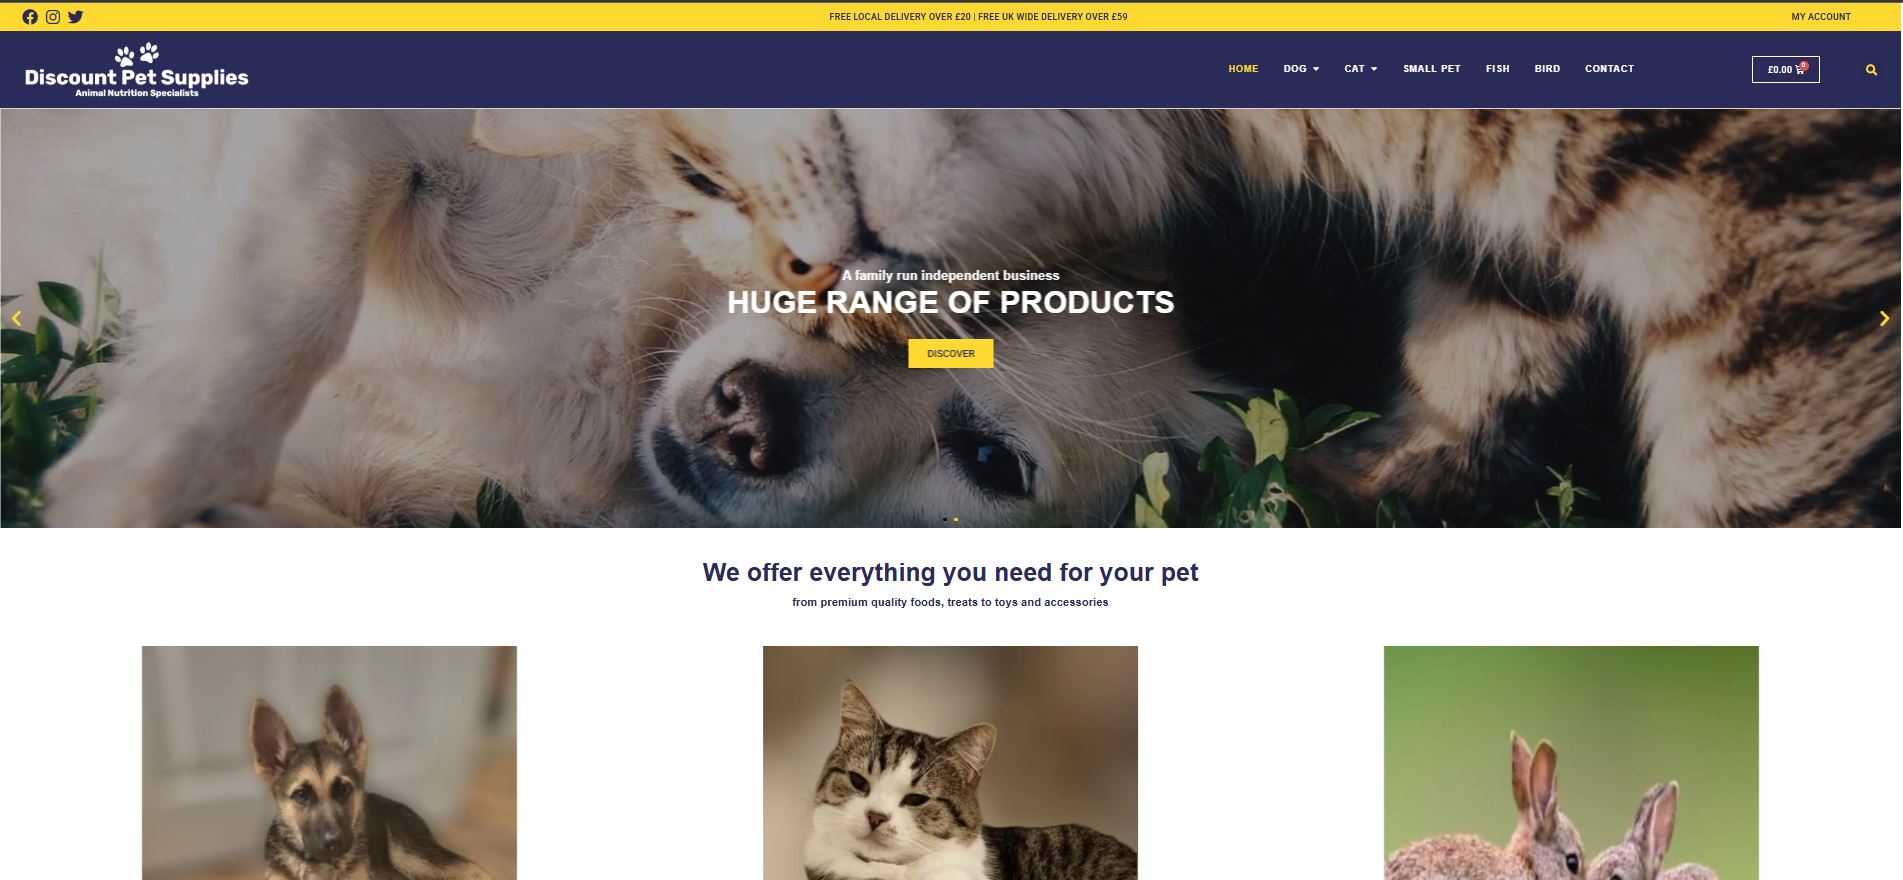 FREE LOCAL DELIVERY OVER £20 | FREE UK WIDE DELIVERY OVER £59
MY ACCOUNT
Discount Pet Supplies
Animal Nutrition Specialists
HOME
DOG
CAT
SMALL PET
FISH
BIRD
CONTACT
£0.00
0
A family run independent business
HUGE RANGE OF PRODUCTS
DISCOVER
We offer everything you need for your pet
from premium quality foods, treats to toys and accessories